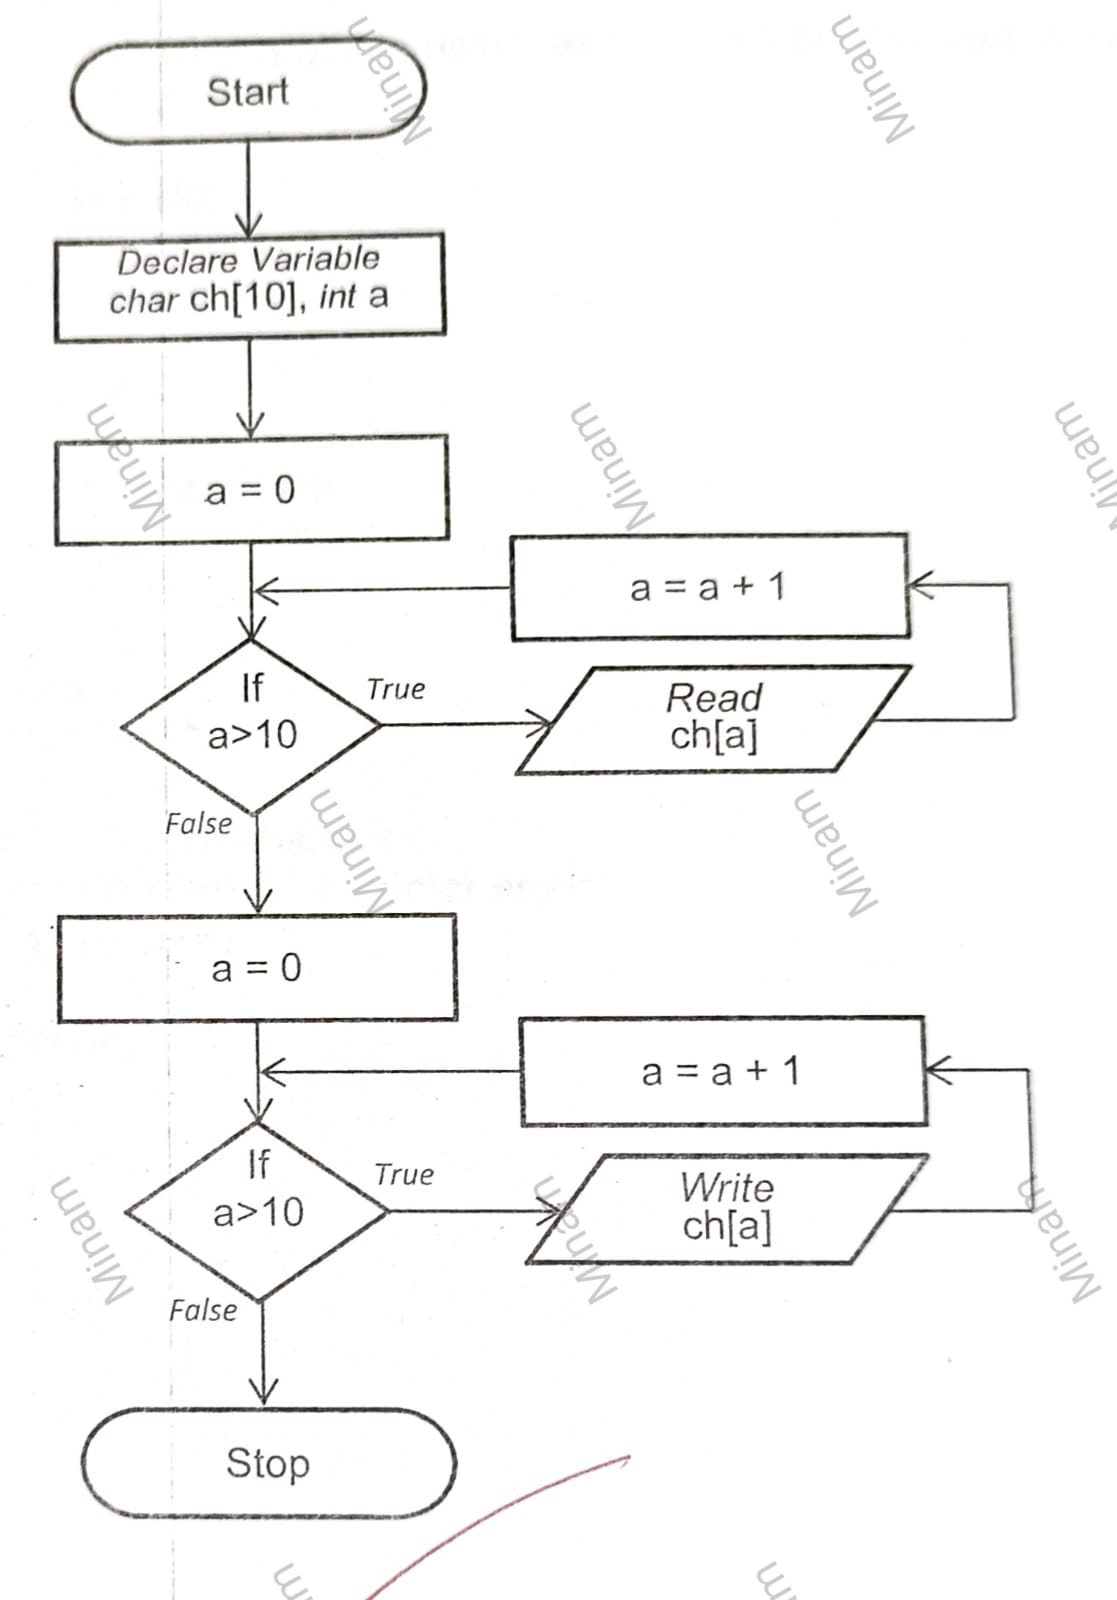 Start
Declare Variable
char ch[10], int a
a = 0
a = a + 1
If
a>10
True
Read
ch[a]
False
a = 0
a = a + 1
If
a>10
True
Write
ch[a]
False
Stop
Minam
Minam
Minam
Minam
Minam
Minam
Minam
Minam
Minam
Minam